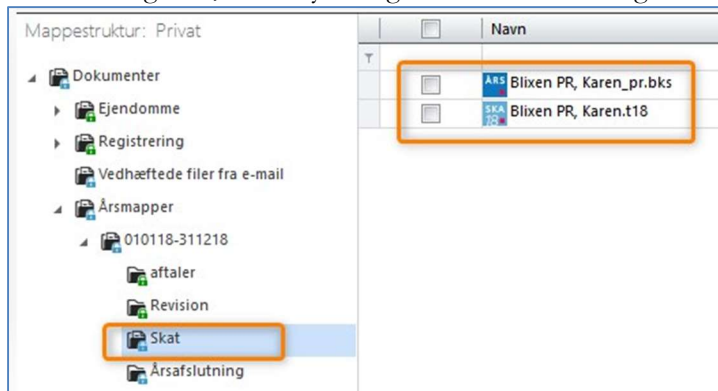 Mappestruktur: Privat
Navn
Dokumenter
ÅRS Blixen PR, Karen_pr.bks
Ejendomme
SKA 18 Blixen PR, Karen.t18
Registrering
Vedhæftede filer fra e-mail
Årsmapper
010118-311218
aftaler
Revision
Skat
Årsafslutning